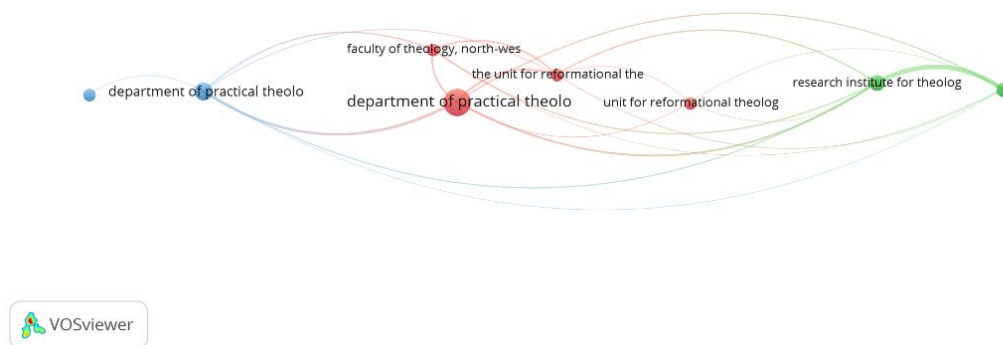 faculty of theology, north-wes
the unit for reformational the
research institute for theolog
department of practical theolo
department of practical theolo
unit for reformational theolog
VOSviewer